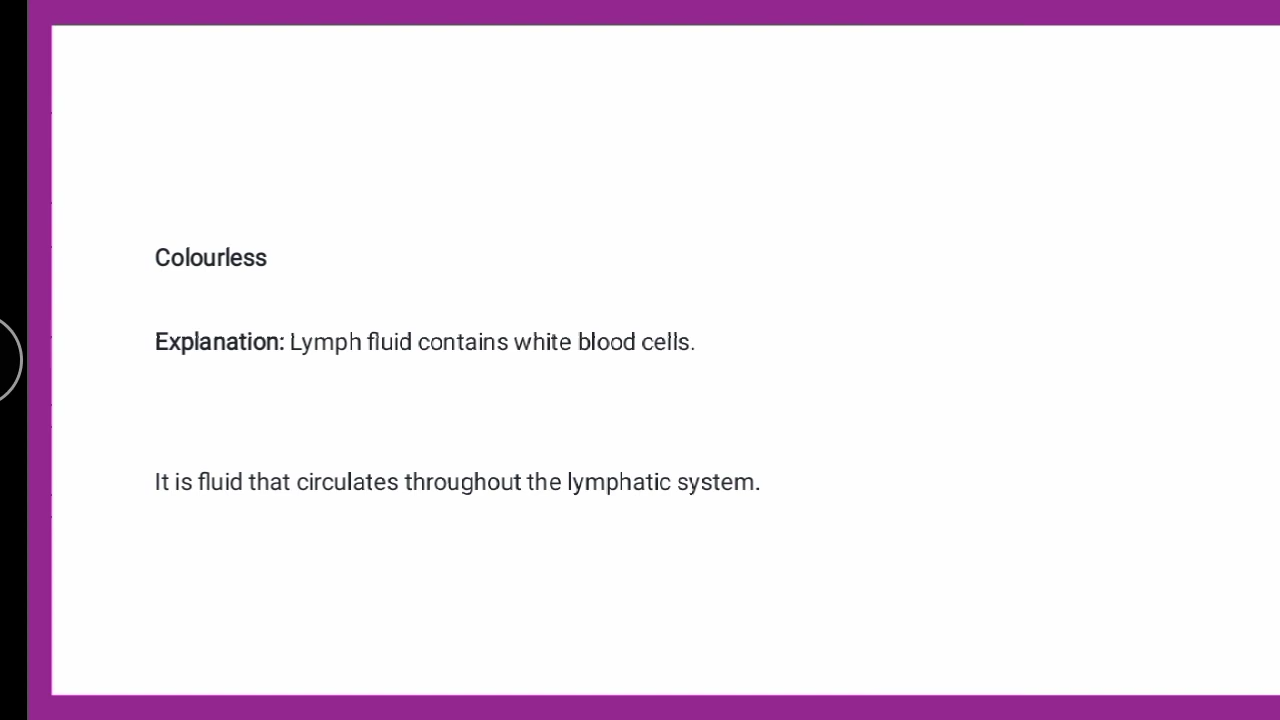 Colourless
Explanation: Lymph fluid contains white blood cells.
It is fluid that circulates throughout the lymphatic system.